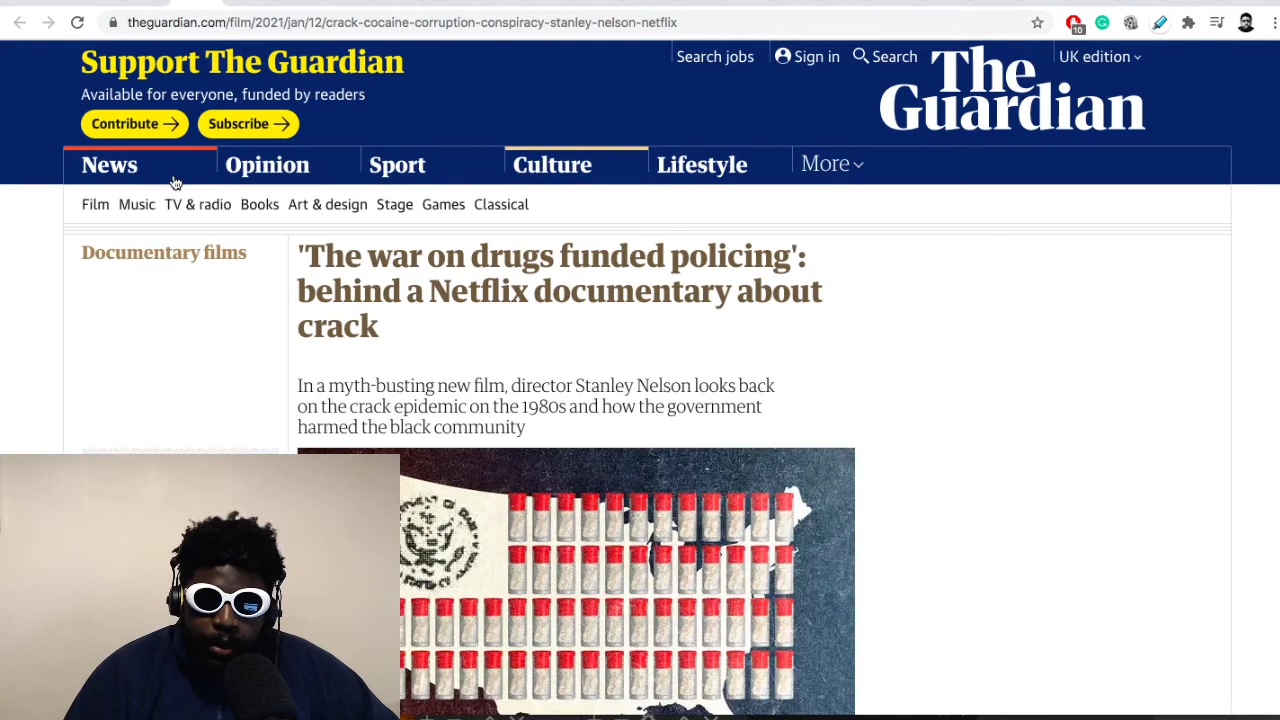 theguardian.com/film/2021/jan/12/crack-cocaine-corruption-conspiracy-stanley-nelson-netflix
10
Support The Guardian
Available for everyone, funded by readers
Contribute → Subscribe →
Search jobs Sign in Search UK edition
The
Guardian
News Opinion Sport Culture Lifestyle More
Film Music TV & radio Books Art & design Stage Games Classical
Documentary films
'The war on drugs funded policing':
behind a Netflix documentary about
crack
In a myth-busting new film, director Stanley Nelson looks back
on the crack epidemic on the 1980s and how the government
harmed the black community